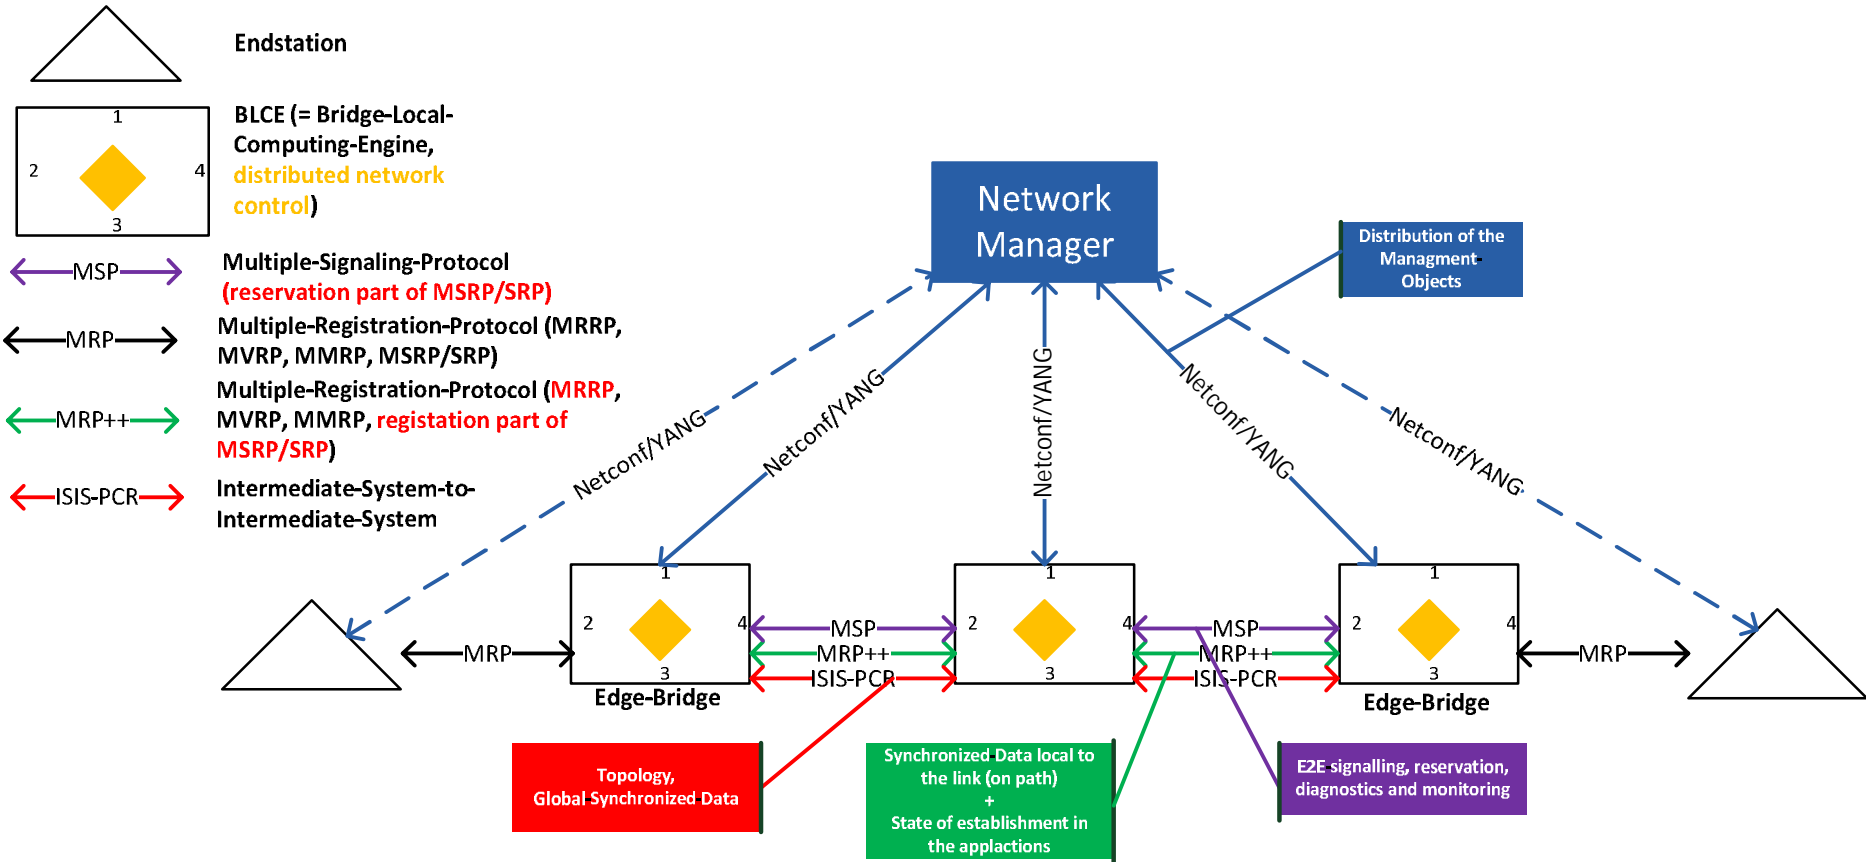 Endstation
1
2
4
3
BLCE (= Bridge-Local-
Computing-Engine,
distributed network
control)
MSP
Multiple-Signaling-Protocol
(reservation part of MSRP/SRP)
MRP
Multiple-Registration-Protocol (MRRP,
MVRP, MMRP, MSRP/SRP)
MRP++
Multiple-Registration-Protocol (MRRP,
MVRP, MMRP, registation part of
MSRP/SRP)
ISIS-PCR
Intermediate-System-to-
Intermediate-System
Network
Manager
Distribution of the
Managment-
Objects
Netconf/YANG
Netconf/YANG
Netconf/YANG
Netconf/YANG
Netconf/YANG
MRP
1
2
4
3
Edge-Bridge
MSP
MRP++
ISIS-PCR
1
2
4
3
MSP
MRP++
ISIS-PCR
1
2
4
3
Edge-Bridge
MRP
Topology,
Global-Synchronized-Data
Synchronized-Data local to
the link (on path)
+
State of establishment in
the applactions
E2E-signalling, reservation,
diagnostics and monitoring